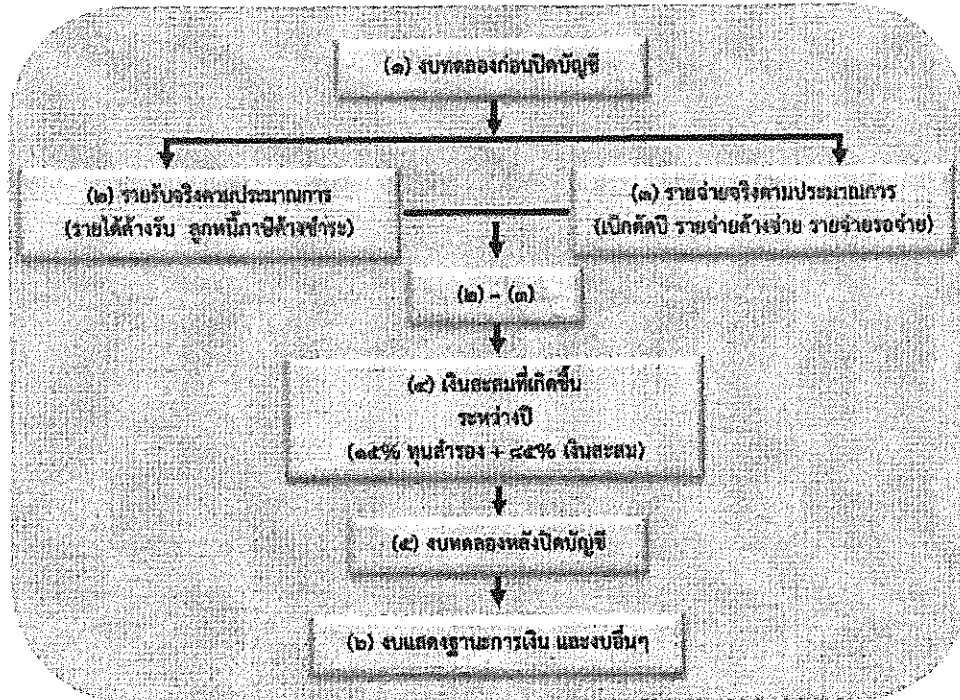 (๑) งบทดลองก่อนปิดบัญชี
(๒) รายรับจริงตามประมาณการ
(รายได้ค้างรับ ลูกหนี้ภาษีค้างชำระ)
(๓) รายจ่ายจริงตามประมาณการ
(เบิกตัดปี รายจ่ายค้างจ่าย รายจ่ายรอจ่าย)
(๒) - (๓)
(๔) เงินสะสมที่เกิดขึ้น
ระหว่างปี
(๑๕% ทุนสำรอง + ๘๕% เงินสะสม)
(๕) งบทดลองหลังปิดบัญชี
(๖) งบแสดงฐานะการเงิน และงบอื่นๆ